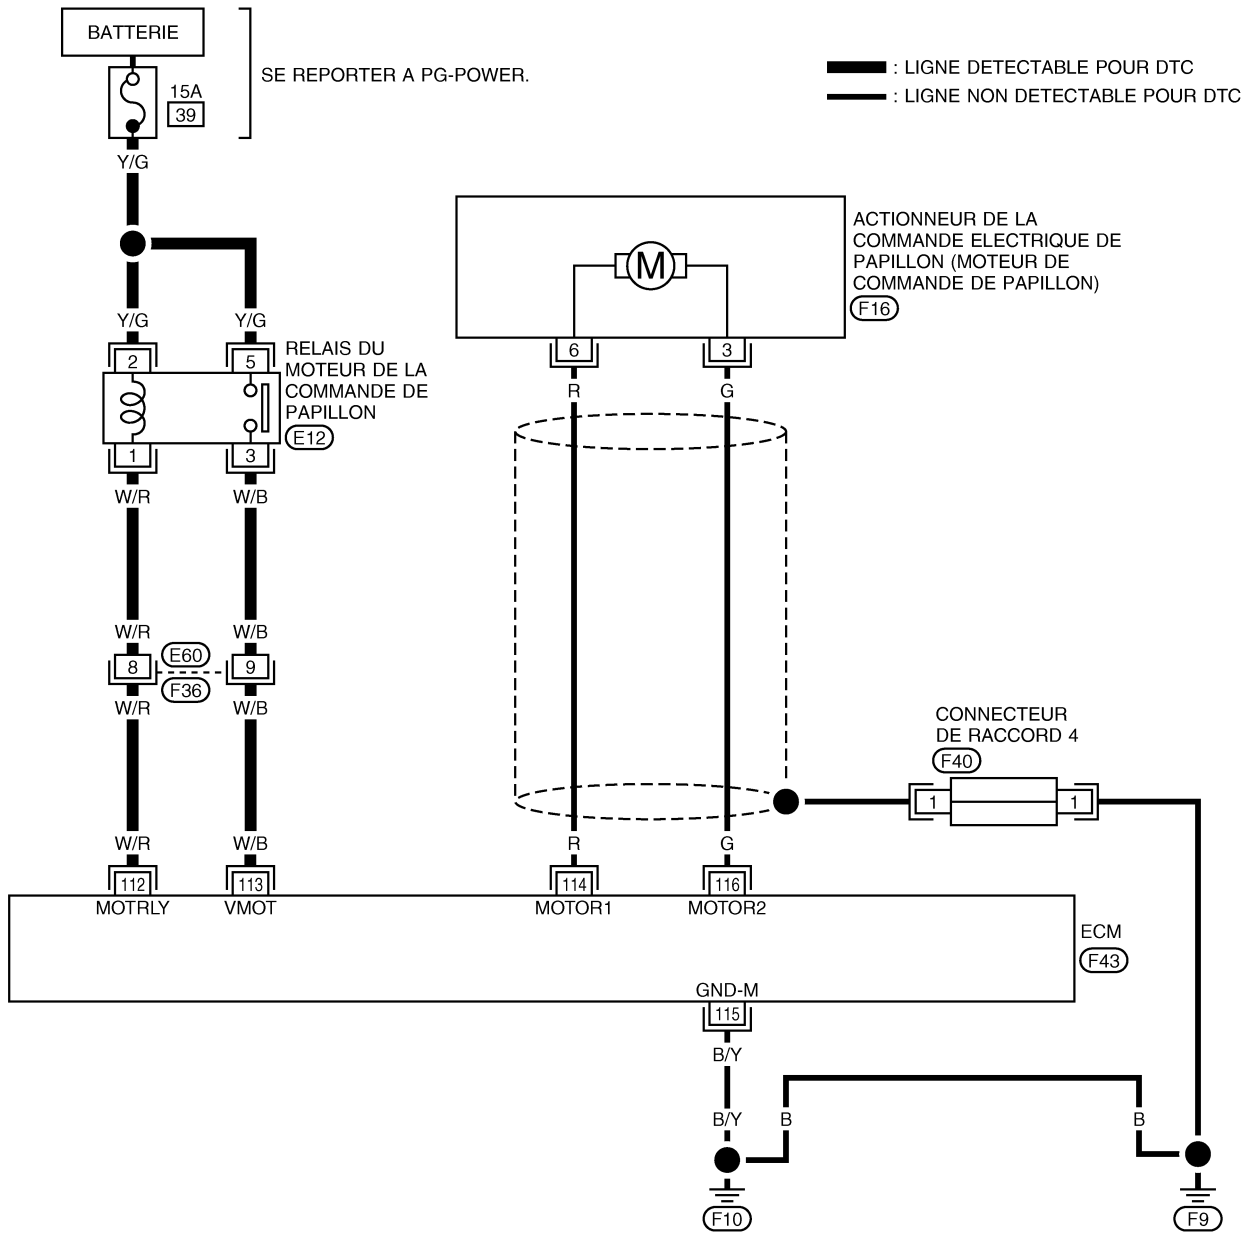 BATTERIE
15A
39
SE REPORTER A PG-POWER.
: LIGNE DETECTABLE POUR DTC
: LIGNE NON DETECTABLE POUR DTC
Y/G
Y/G
Y/G
2
5
RELAIS DU
MOTEUR DE LA
COMMANDE DE
PAPILLON
E12
1
3
W/R
W/B
W/R
W/B
8
E60
9
F36
W/R
W/B
W/R
W/B
112
113
MOTRLY
VMOT
M
ACTIONNEUR DE LA
COMMANDE ELECTRIQUE DE
PAPILLON (MOTEUR DE
COMMANDE DE PAPILLON)
F16
6
3
R
G
R
G
114
116
MOTOR1
MOTOR2
CONNECTEUR
DE RACCORD 4
F40
1
1
ECM
F43
GND-M
115
B/Y
B/Y
B
B
F10
F9